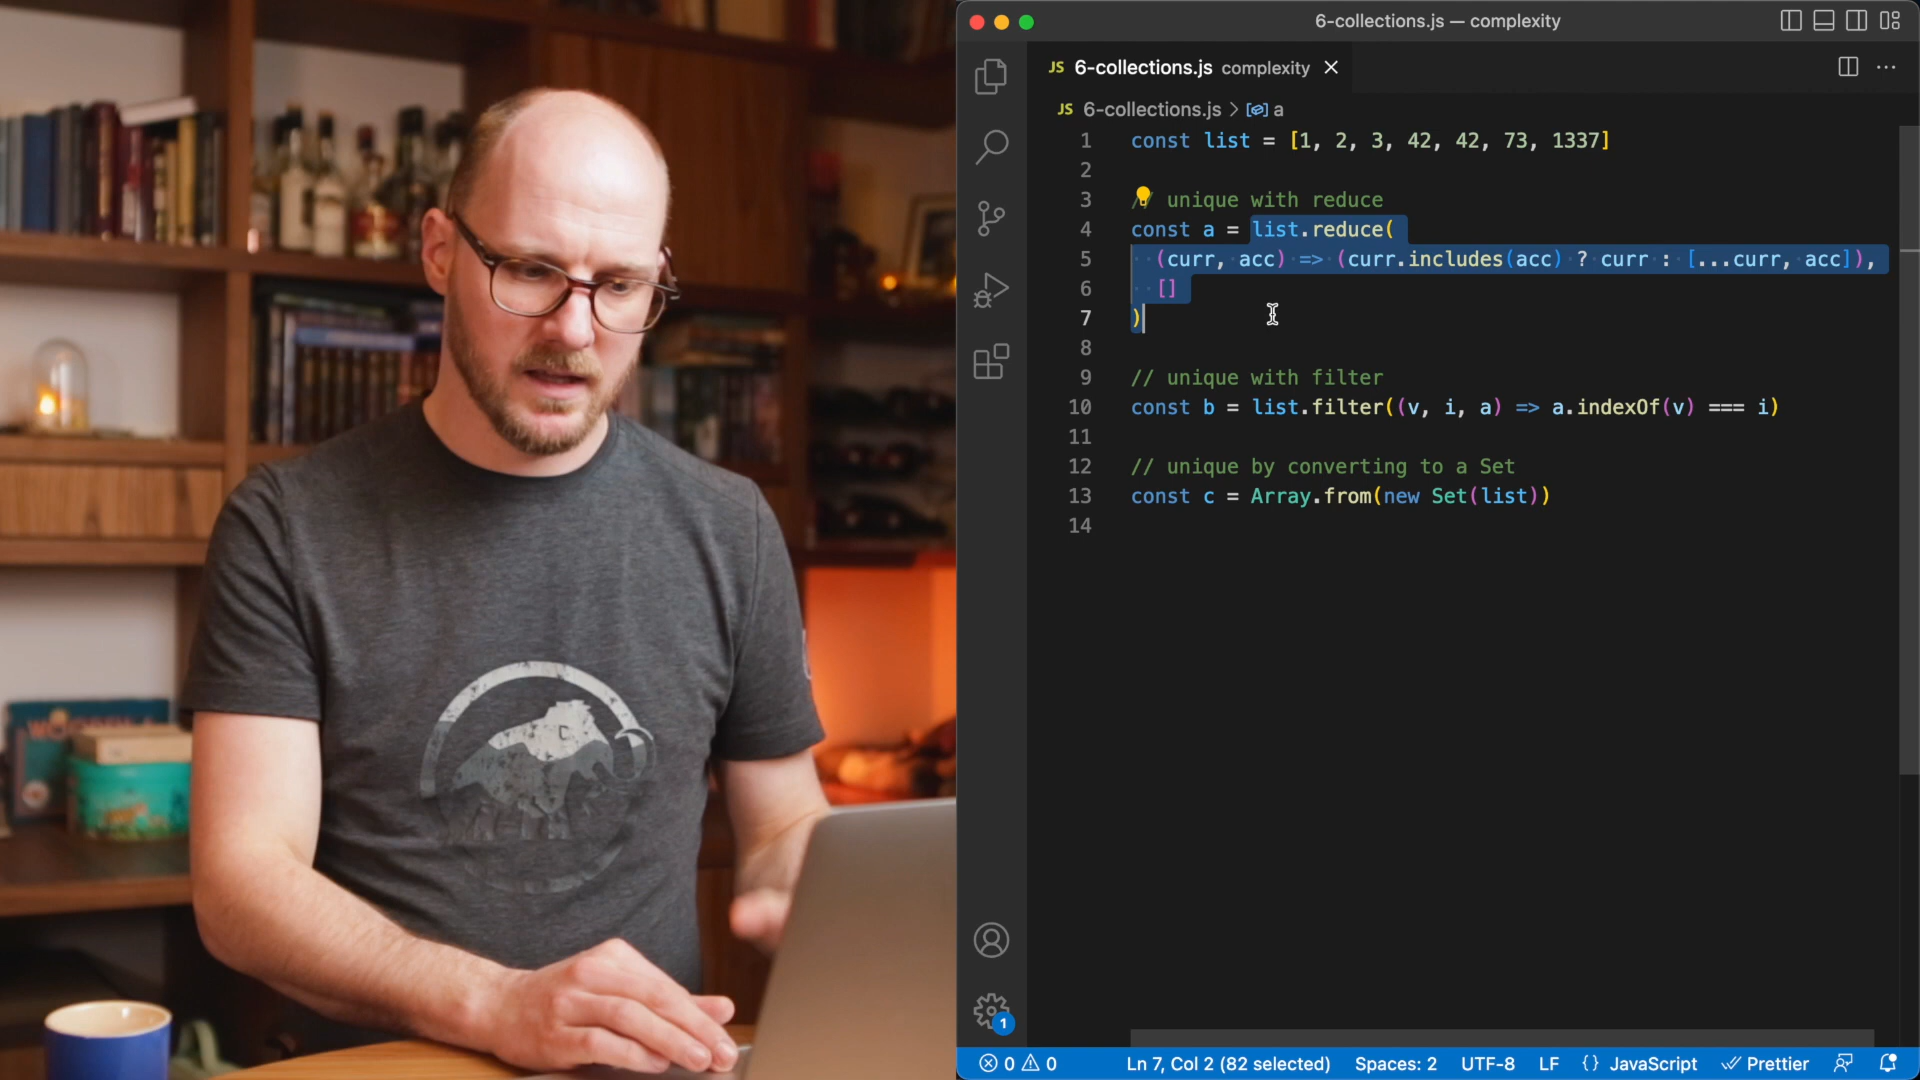 6-collections.js — complexity
JS 6-collections.js complexity
JS 6-collections.js > a
1 const list = [1, 2, 3, 42, 42, 73, 1337]
2
3 // unique with reduce
4 const a = list.reduce(
5 (curr, acc) => (curr.includes(acc) ? curr : [...curr, acc]),
6 []
7 )
8
9 // unique with filter
10 const b = list.filter((v, i, a) => a.indexOf(v) === i)
11
12 // unique by converting to a Set
13 const c = Array.from(new Set(list))
14
1
0 0 Ln 7, Col 2 (82 selected) Spaces: 2 UTF-8 LF {} JavaScript Prettier